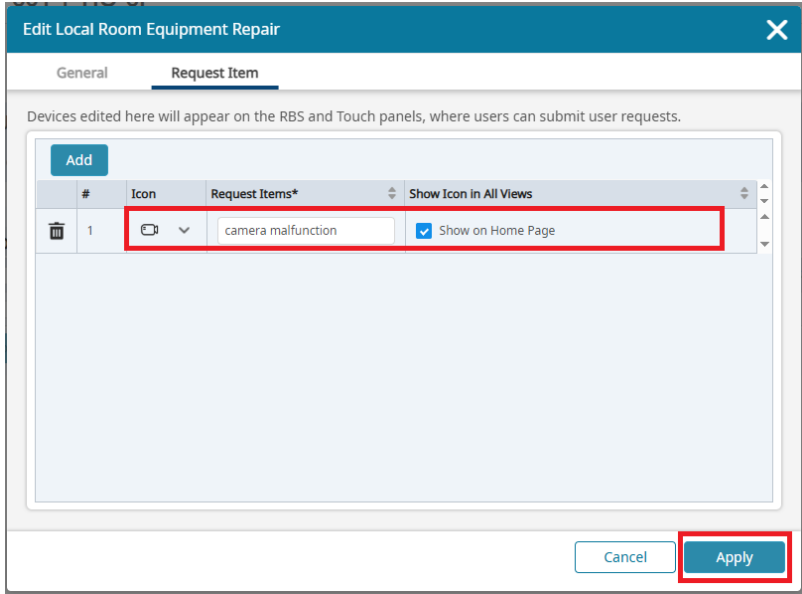 Edit Local Room Equipment Repair
General Request Item
Devices edited here will appear on the RBS and Touch panels, where users can submit user requests.
Add
# Icon Request Items* Show Icon in All Views
1 camera malfunction Show on Home Page
Cancel Apply